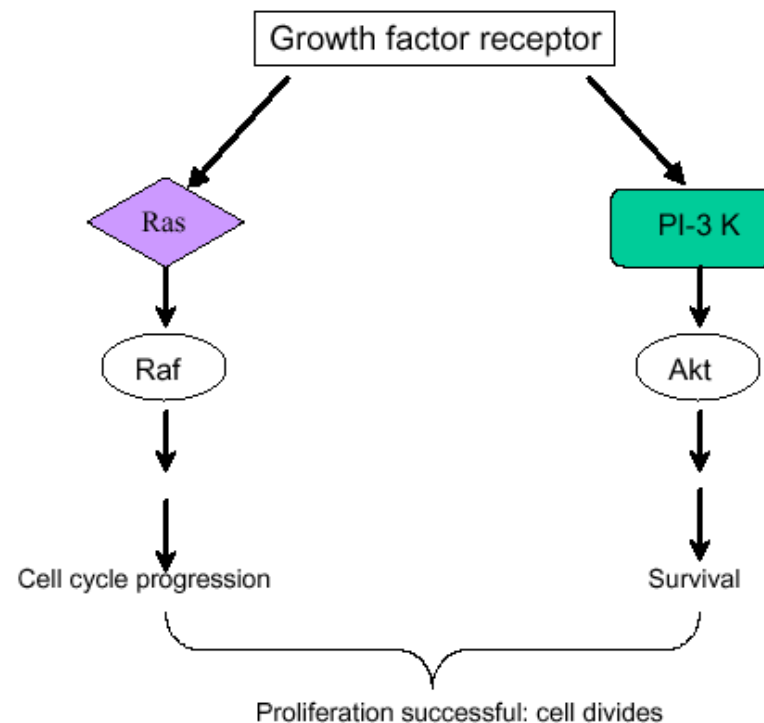 Growth factor receptor
Ras
PI-3 K
Raf
Akt
Cell cycle progression
Survival
Proliferation successful: cell divides